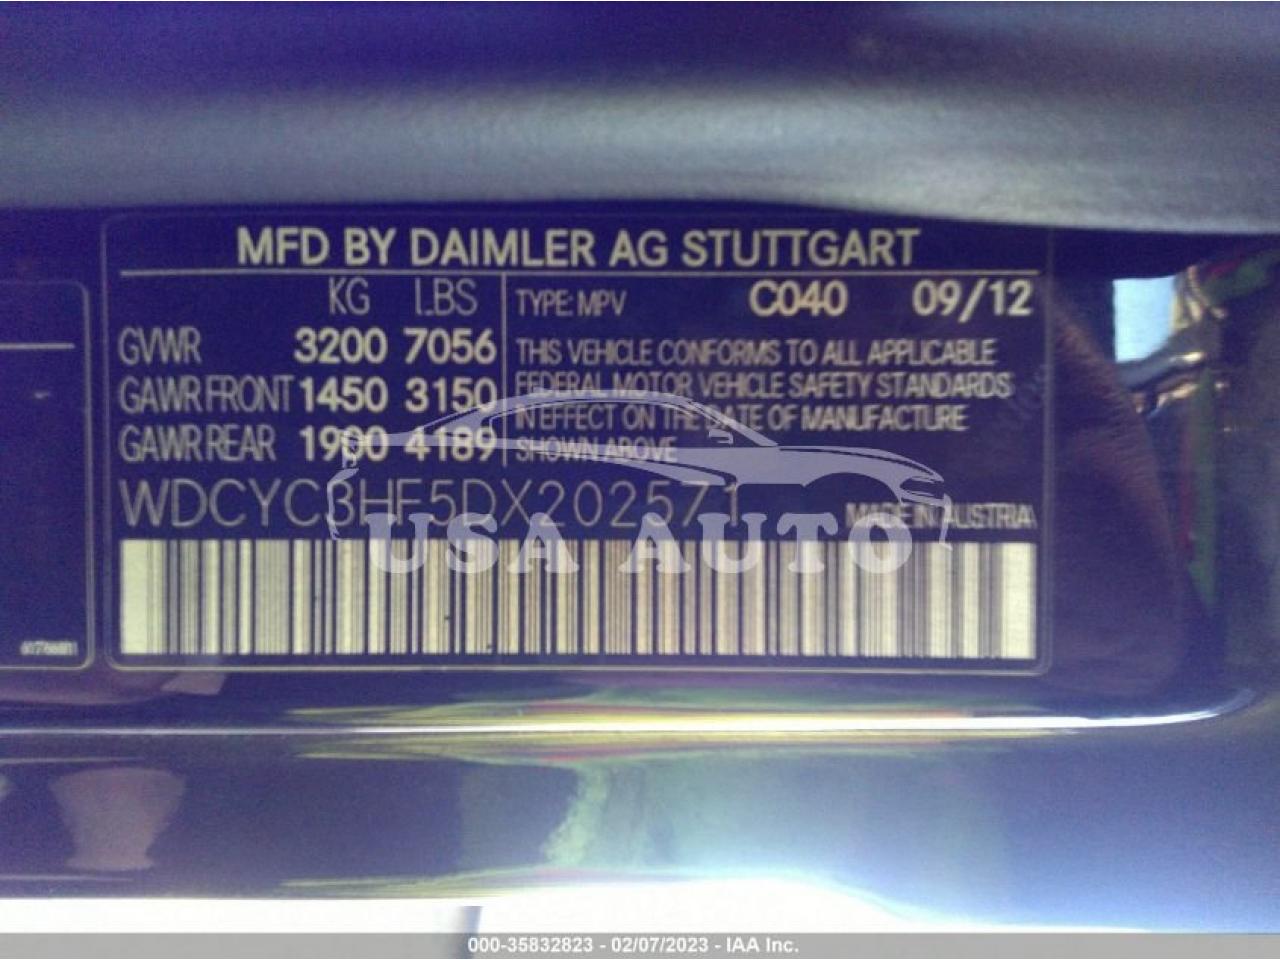 MFD BY DAIMLER AG STUTTGART
KG LBS
GVWR 3200 7056
GAWR FRONT 1450 3150
GAWR REAR 1900 4189
TYPE: MPV C040 09/12
THIS VEHICLE CONFORMS TO ALL APPLICABLE
FEDERAL MOTOR VEHICLE SAFETY STANDARDS
IN EFFECT ON THE DATE OF MANUFACTURE
SHOWN ABOVE
WDCYC3HF5DX202571 MADE IN AUSTRIA
USA AUTO
000-35832823 - 02/07/2023 - IAA Inc.